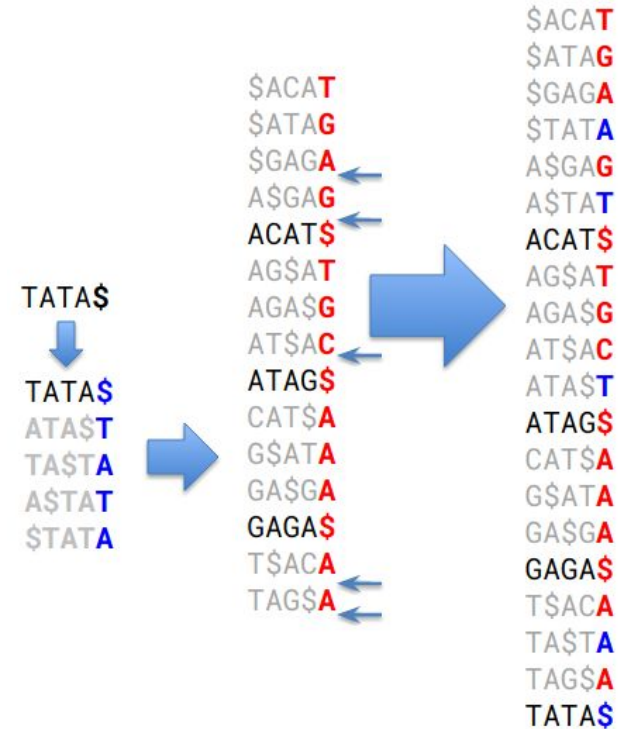 TATA$
TATA$
ATA$T
TA$TA
A$TAT
$TATA
$ACAT
$ATAG
$GAGA
A$GAG
ACAT$
AG$AT
AGA$G
AT$AC
ATAG$
CAT$A
G$ATA
GA$GA
GAGA$
T$ACA
TAG$A
$ACAT
$ATAG
$GAGA
$TATA
A$GAG
A$TAT
ACAT$
AG$AT
AGA$G
AT$AC
ATA$T
ATAG$
CAT$A
G$ATA
GA$GA
GAGA$
T$ACA
TA$TA
TAG$A
TATA$